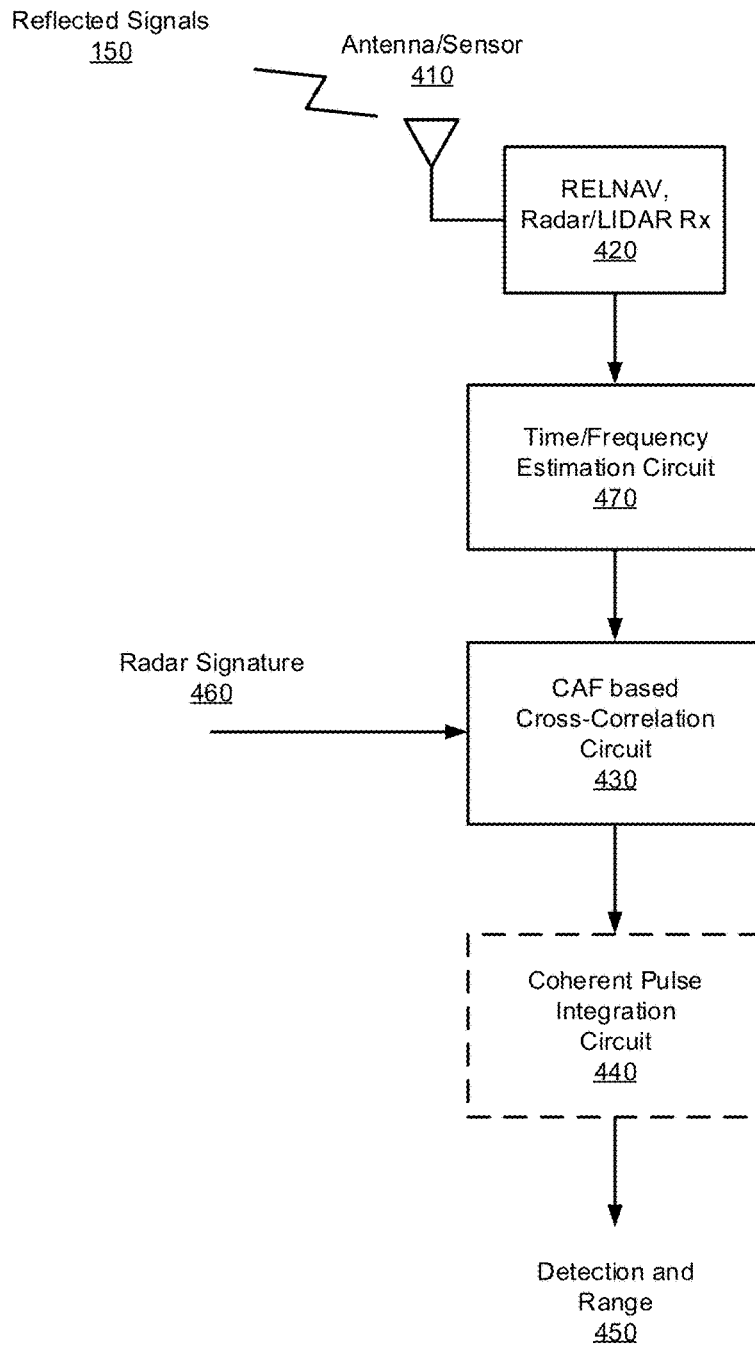 Reflected Signals
150
Antenna/Sensor
410
RELNAV,
Radar/LIDAR Rx
420
Time/Frequency
Estimation Circuit
470
Radar Signature
460
CAF based
Cross-Correlation
Circuit
430
Coherent Pulse
Integration
Circuit
440
Detection and
Range
450